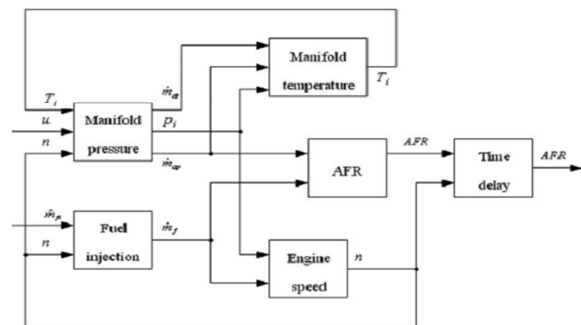 Manifold
temperature
T_i
T_i
ṁ_at
u
Manifold
pressure
p_i
n
ṁ_ap
AFR
AFR
Time
delay
AFR
ṁ_fi
Fuel
injection
ṁ_f
n
Engine
speed
n